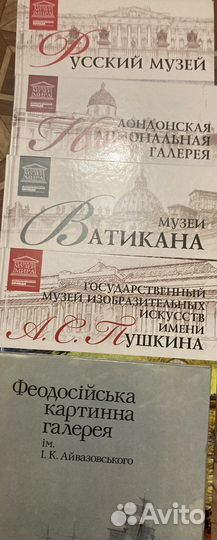 РУССКИЙ МУЗЕЙ
ЛОНДОНСКАЯ
НАЦИОНАЛЬНАЯ
ГАЛЕРЕЯ
МУЗЕИ
ВАТИКАНА
ГОСУДАРСТВЕННЫЙ
МУЗЕЙ ИЗОБРАЗИТЕЛЬНЫХ
ИСКУССТВ
ИМЕНИ
А.С.ПУШКИНА
Феодосійська
картинна
галерея
ім.
І. К. Айвазовського
Avito